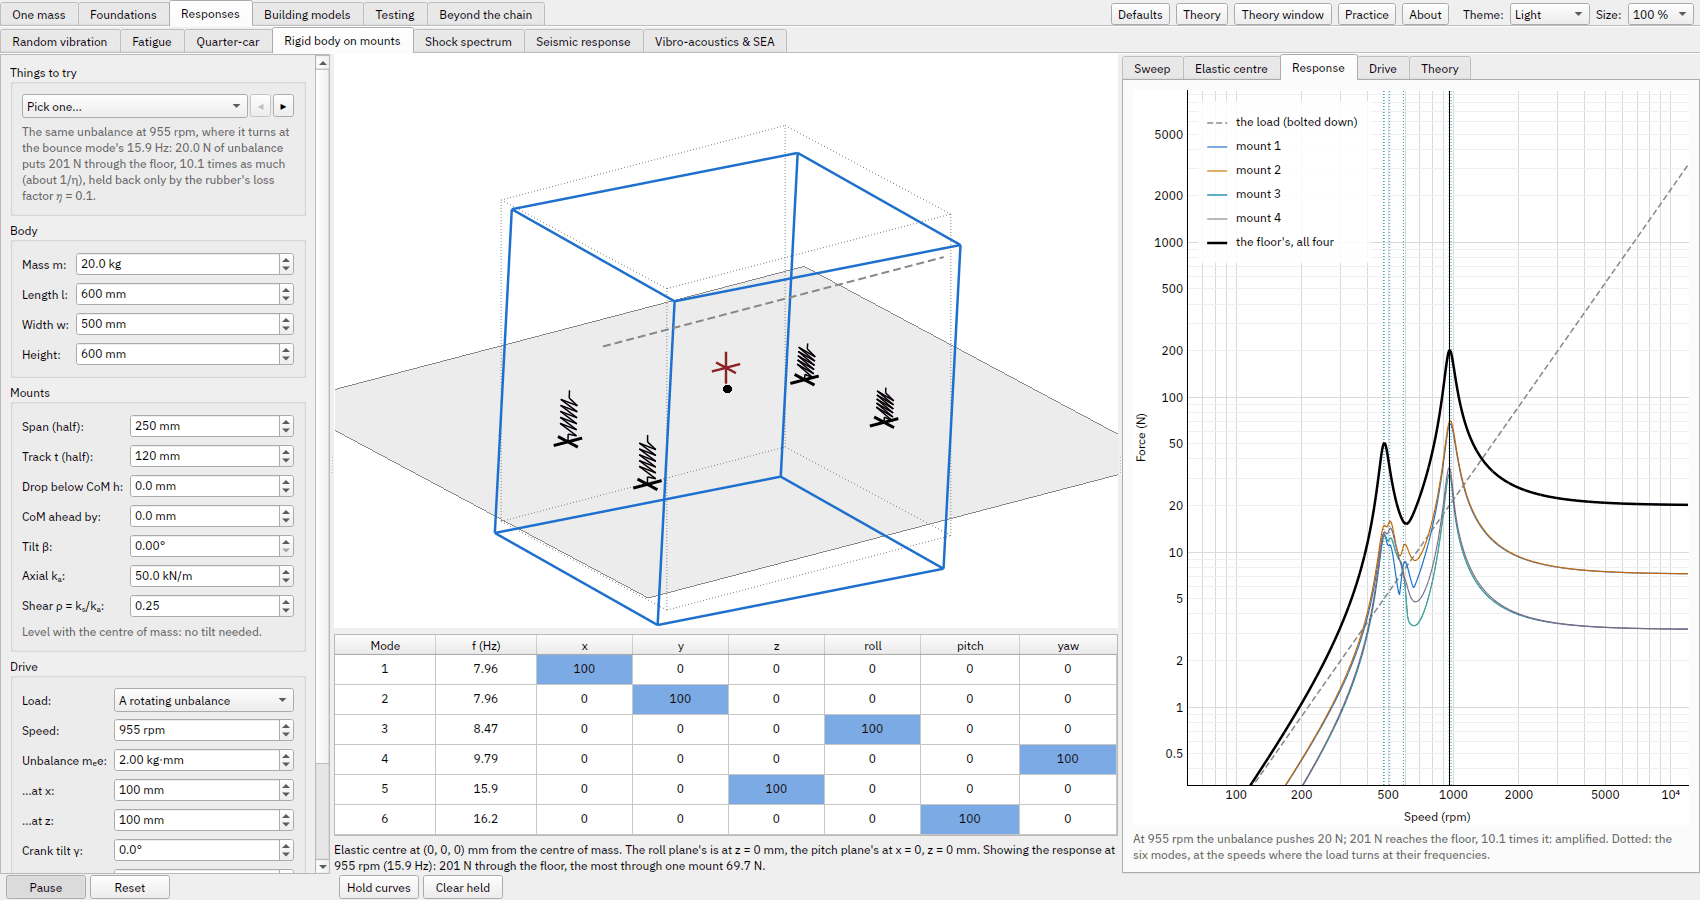 One mass
Foundations
Responses
Building models
Testing
Beyond the chain
Defaults
Theory
Theory window
Practice
About
Theme:
Light
Size:
100 %
Random vibration
Fatigue
Quarter-car
Rigid body on mounts
Shock spectrum
Seismic response
Vibro-acoustics & SEA
Things to try
Pick one...
The same unbalance at 955 rpm, where it turns at
the bounce mode's 15.9 Hz: 20.0 N of unbalance
puts 201 N through the floor, 10.1 times as much
(about 1/η), held back only by the rubber's loss
factor η = 0.1.
Body
Mass m: 20.0 kg
Length l: 600 mm
Width w: 500 mm
Height: 600 mm
Mounts
Span (half): 250 mm
Track t (half): 120 mm
Drop below CoM h: 0.0 mm
CoM ahead by: 0.0 mm
Tilt β: 0.00°
Axial kₐ: 50.0 kN/m
Shear ρ = kₛ/kₐ: 0.25
Level with the centre of mass: no tilt needed.
Drive
Load: A rotating unbalance
Speed: 955 rpm
Unbalance mₑe: 2.00 kg·mm
...at x: 100 mm
...at z: 100 mm
Crank tilt γ: 0.0°
Pause
Reset
Mode f (Hz) x y z roll pitch yaw
1 7.96 100 0 0 0 0 0
2 7.96 0 100 0 0 0 0
3 8.47 0 0 0 100 0 0
4 9.79 0 0 0 0 0 100
5 15.9 0 0 100 0 0 0
6 16.2 0 0 0 0 100 0
Elastic centre at (0, 0, 0) mm from the centre of mass. The roll plane's is at z = 0 mm, the pitch plane's at x = 0, z = 0 mm. Showing the response at
955 rpm (15.9 Hz): 201 N through the floor, the most through one mount 69.7 N.
Hold curves
Clear held
Sweep
Elastic centre
Response
Drive
Theory
the load (bolted down)
mount 1
mount 2
mount 3
mount 4
the floor's, all four
Force (N)
5000
2000
1000
500
200
100
50
20
10
5
2
1
0.5
100 200 500 1000 2000 5000 10⁴
Speed (rpm)
At 955 rpm the unbalance pushes 20 N; 201 N reaches the floor, 10.1 times it: amplified. Dotted: the
six modes, at the speeds where the load turns at their frequencies.